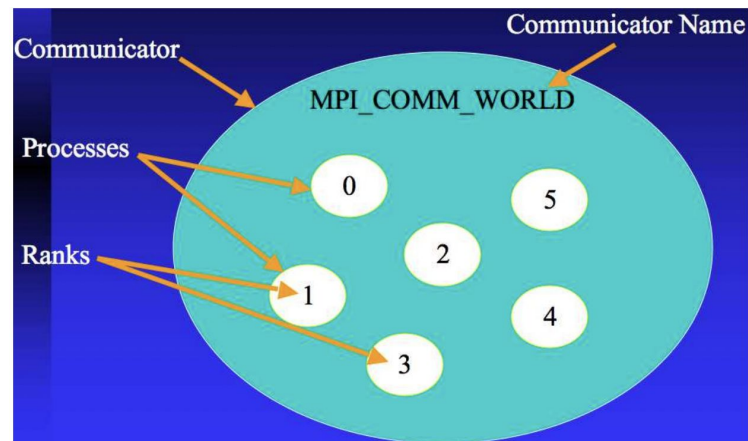 Communicator Name
Communicator
MPI_COMM_WORLD
Processes
0
5
2
Ranks
1
4
3